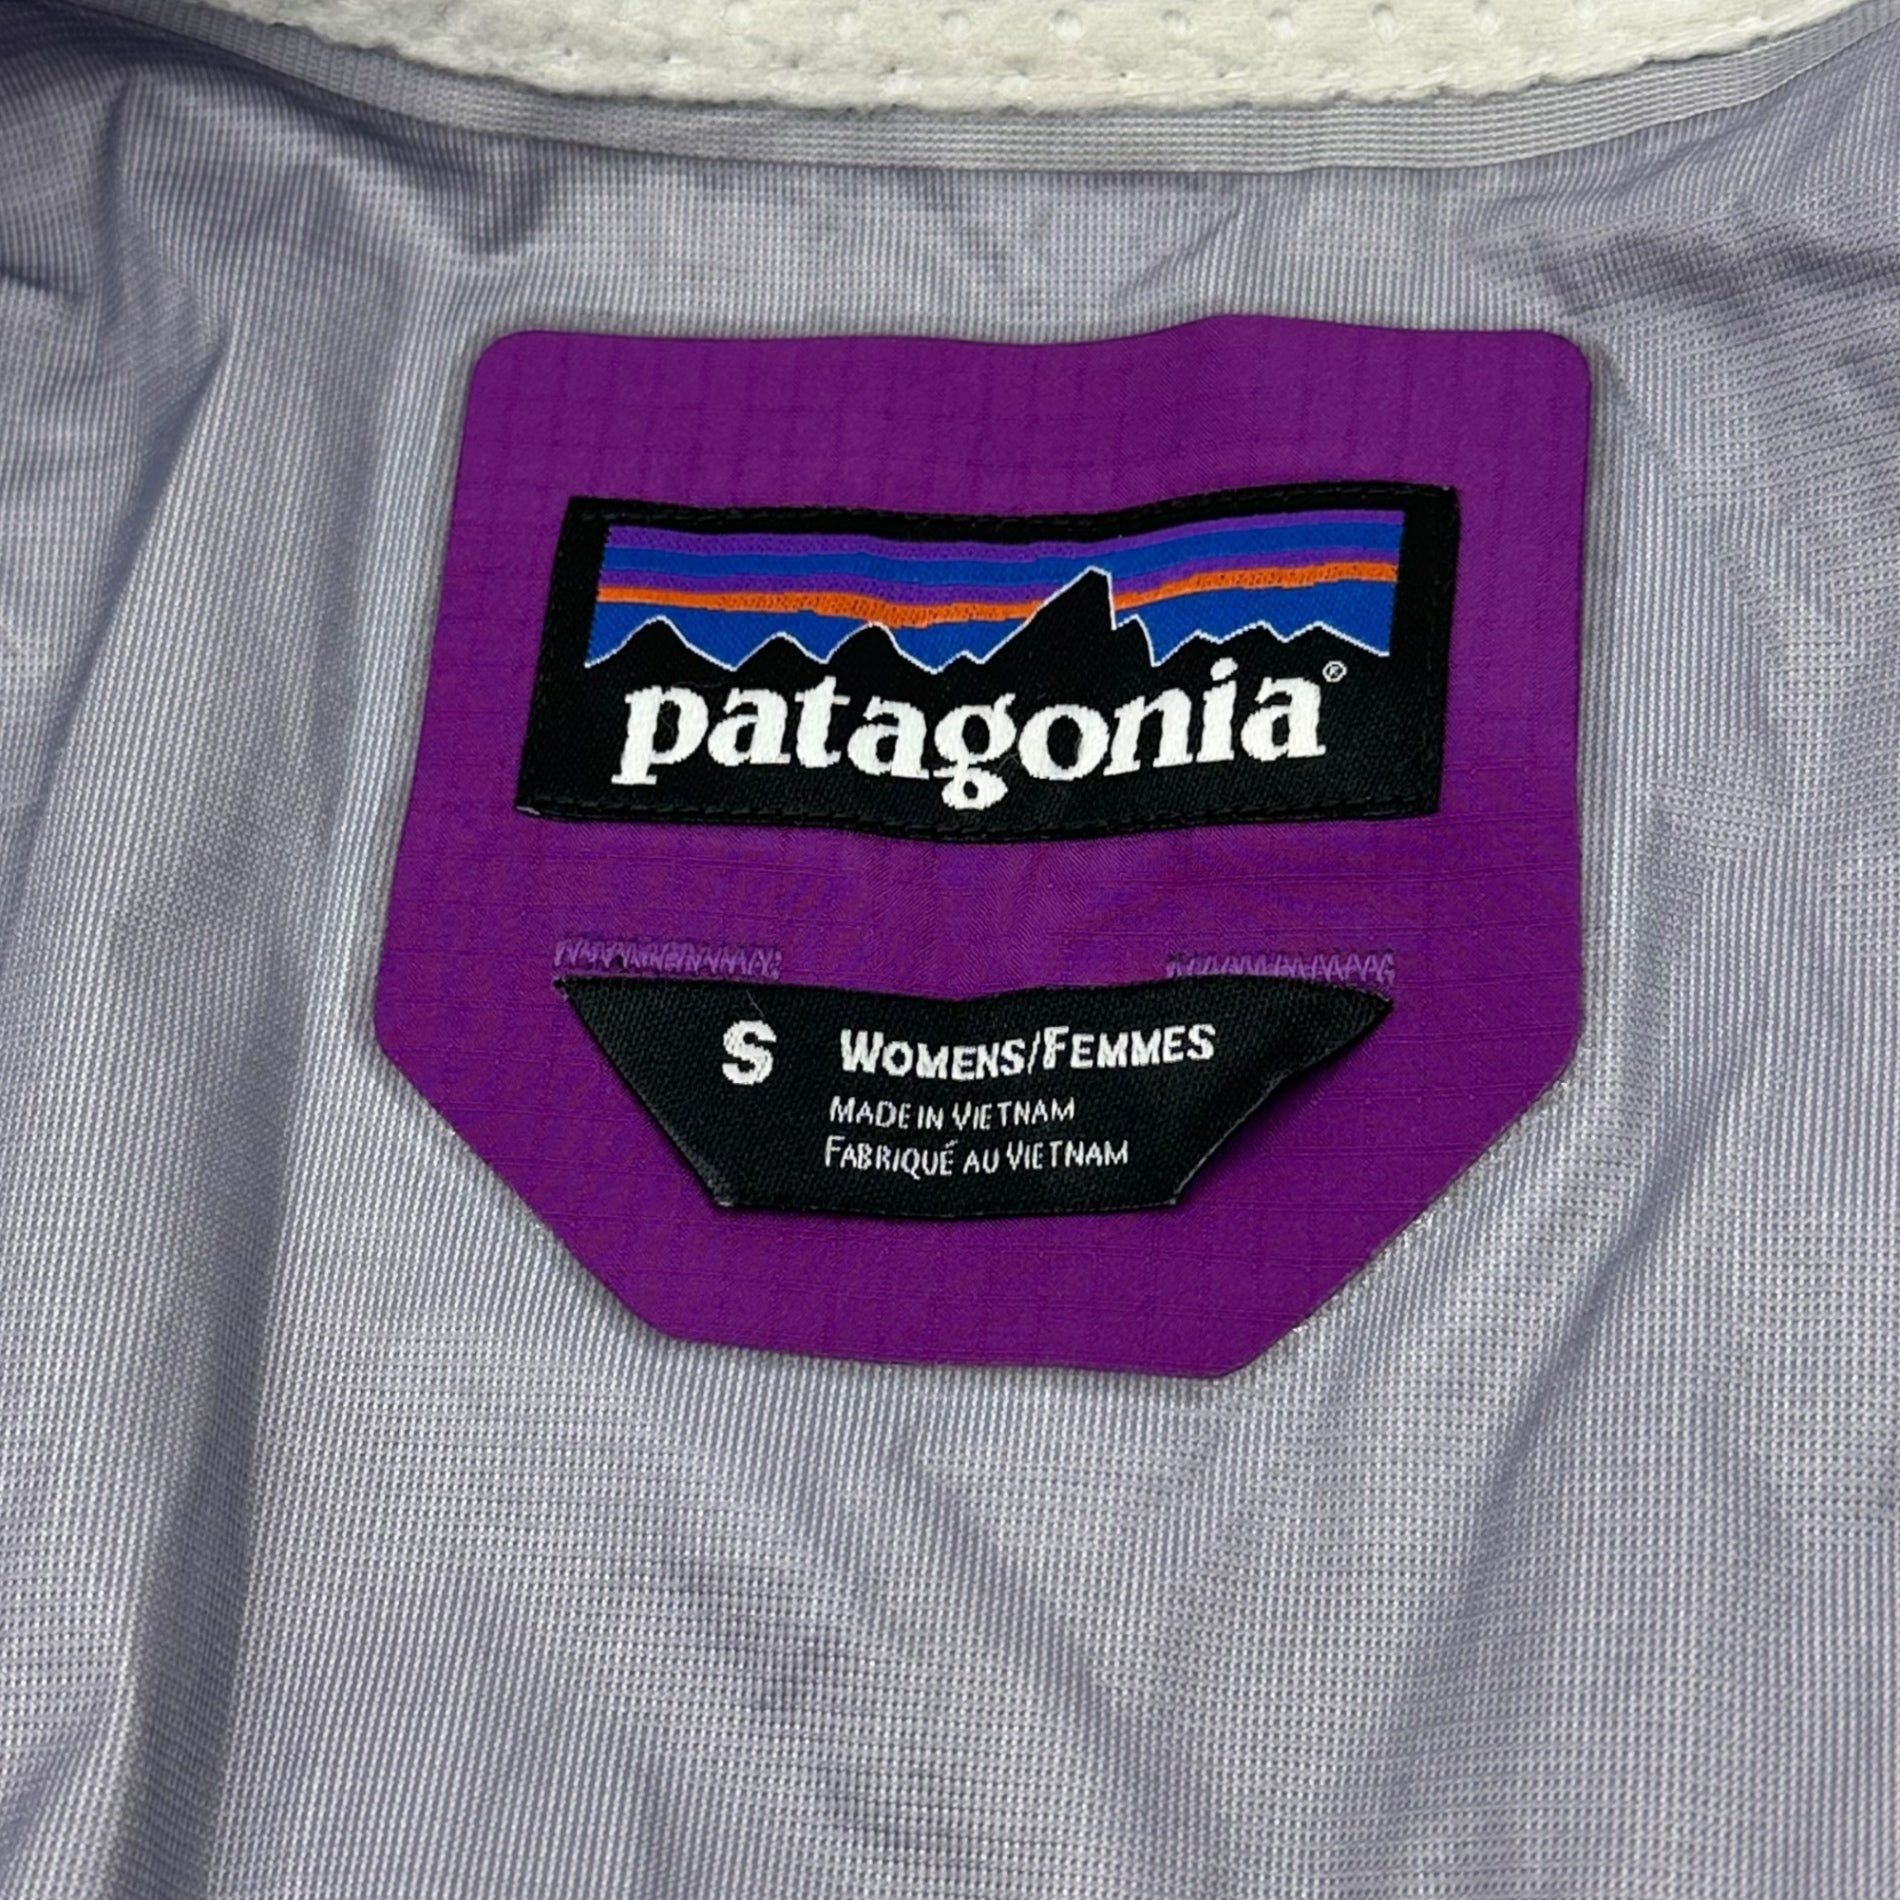 patagonia®
S WOMENS/FEMMES
MADE IN VIETNAM
FABRIQUÉ AU VIETNAM